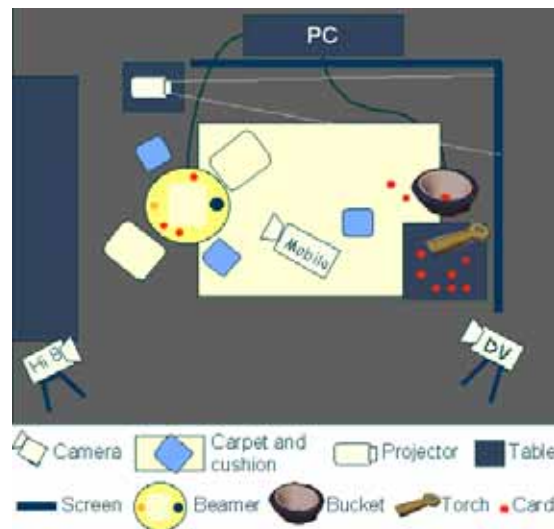 PC
Mobile
Hi 8
DV
Camera
Carpet and
cushion
Projector
Table
Screen
Beamer
Bucket
Torch
Card